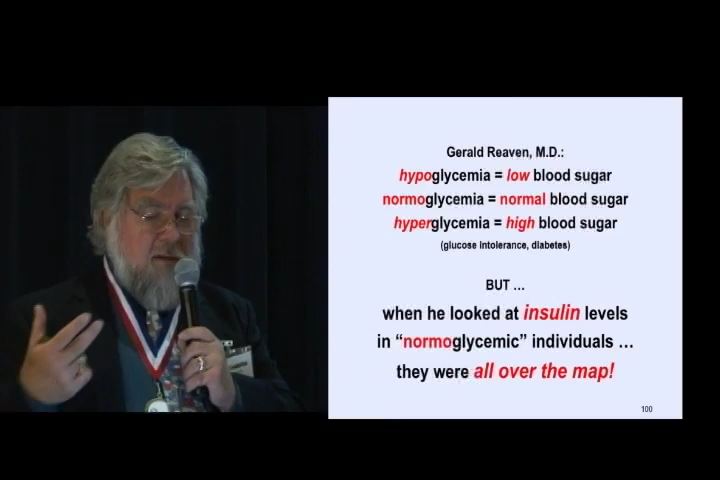 Gerald Reaven, M.D.:
hypoglycemia = low blood sugar
normoglycemia = normal blood sugar
hyperglycemia = high blood sugar
(glucose intolerance, diabetes)
BUT ...
when he looked at insulin levels
in “normoglycemic” individuals ...
they were all over the map!
100